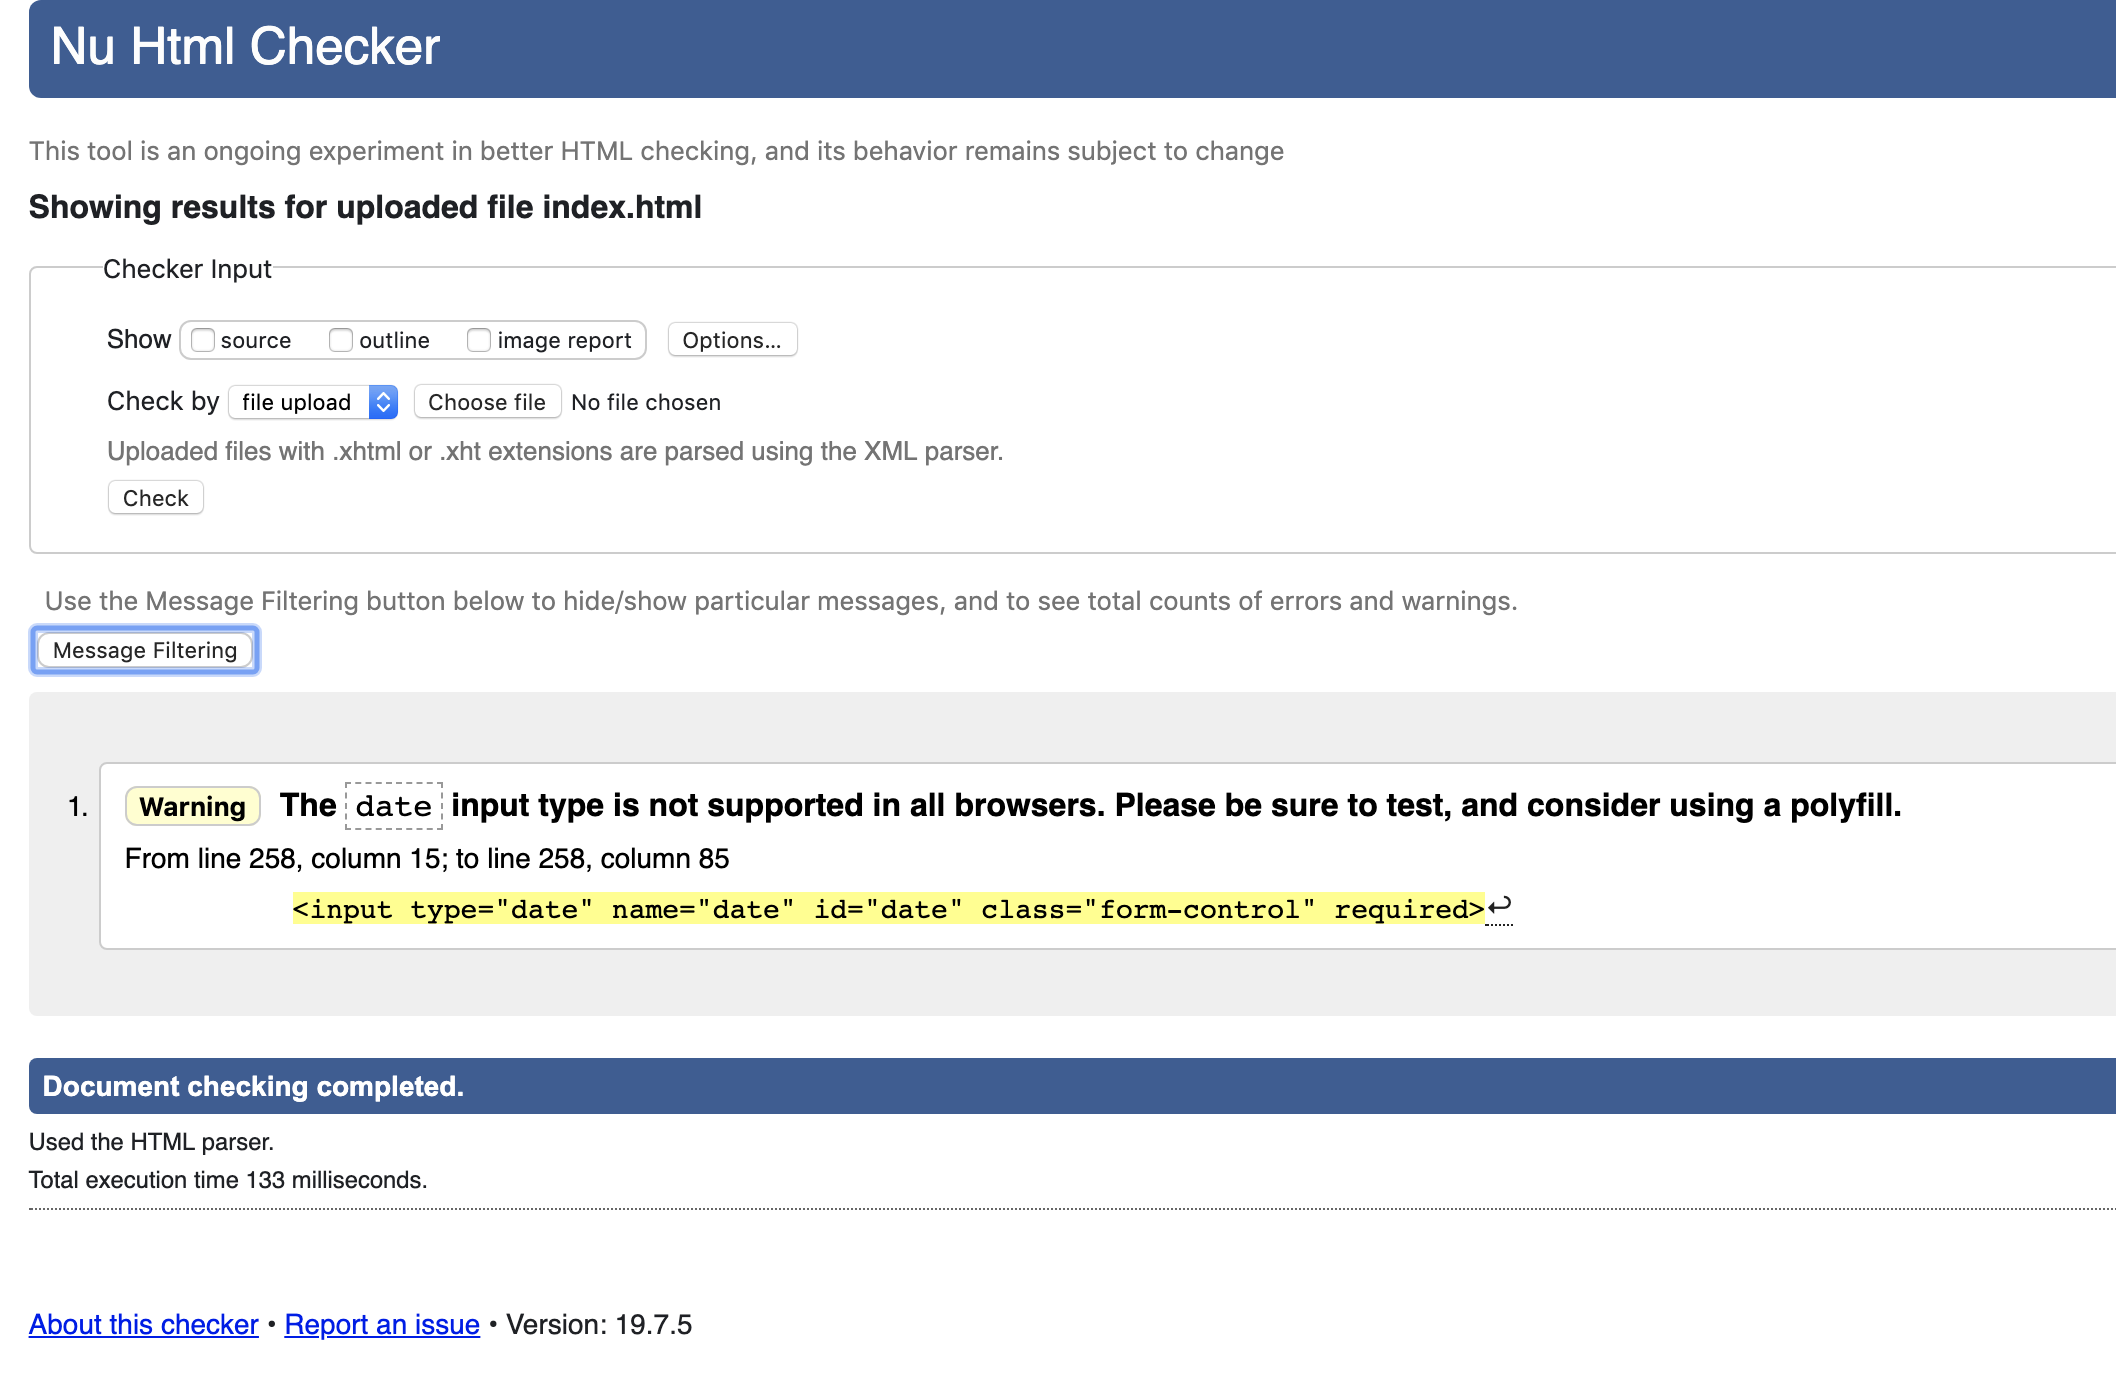 Nu Html Checker
This tool is an ongoing experiment in better HTML checking, and its behavior remains subject to change
Showing results for uploaded file index.html
Checker Input
Show source outline image report Options...
Check by file upload Choose file No file chosen
Uploaded files with .xhtml or .xht extensions are parsed using the XML parser.
Check
Use the Message Filtering button below to hide/show particular messages, and to see total counts of errors and warnings.
Message Filtering
1. Warning The date input type is not supported in all browsers. Please be sure to test, and consider using a polyfill.
From line 258, column 15; to line 258, column 85
<input type="date" name="date" id="date" class="form-control" required>↩
Document checking completed.
Used the HTML parser.
Total execution time 133 milliseconds.
About this checker • Report an issue • Version: 19.7.5